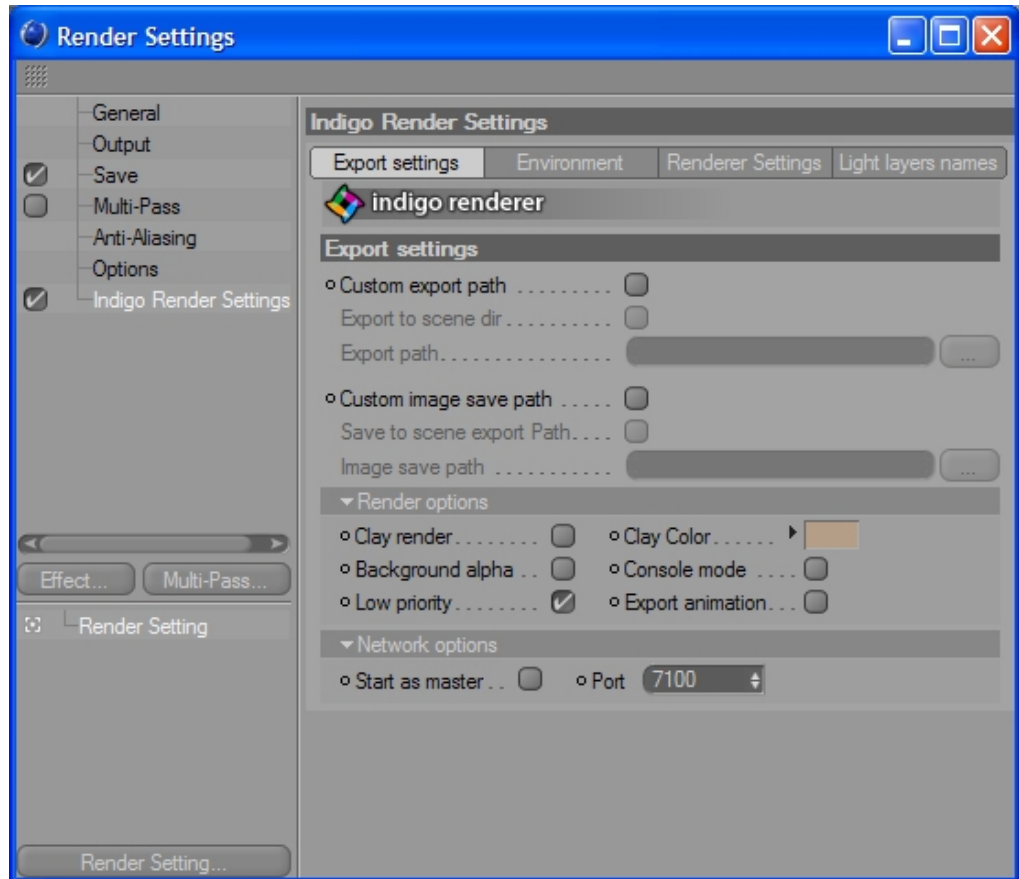 Render Settings
General
Output
Save
Multi-Pass
Anti-Aliasing
Options
Indigo Render Settings
Effect...
Multi-Pass...
Render Setting
Render Setting...
Indigo Render Settings
Export settings Environment Renderer Settings Light layers names
indigo renderer
Export settings
Custom export path . . . . . . . . .
Export to scene dir . . . . . . . . . .
Export path. . . . . . . . . . . . . . . . ...
Custom image save path . . . . .
Save to scene export Path. . . .
Image save path . . . . . . . . . . . ...
Render options
Clay render . . . . . . . . Clay Color . . . . . .
Background alpha . . Console mode . . . .
Low priority . . . . . . . . Export animation. . .
Network options
Start as master . . Port 7100